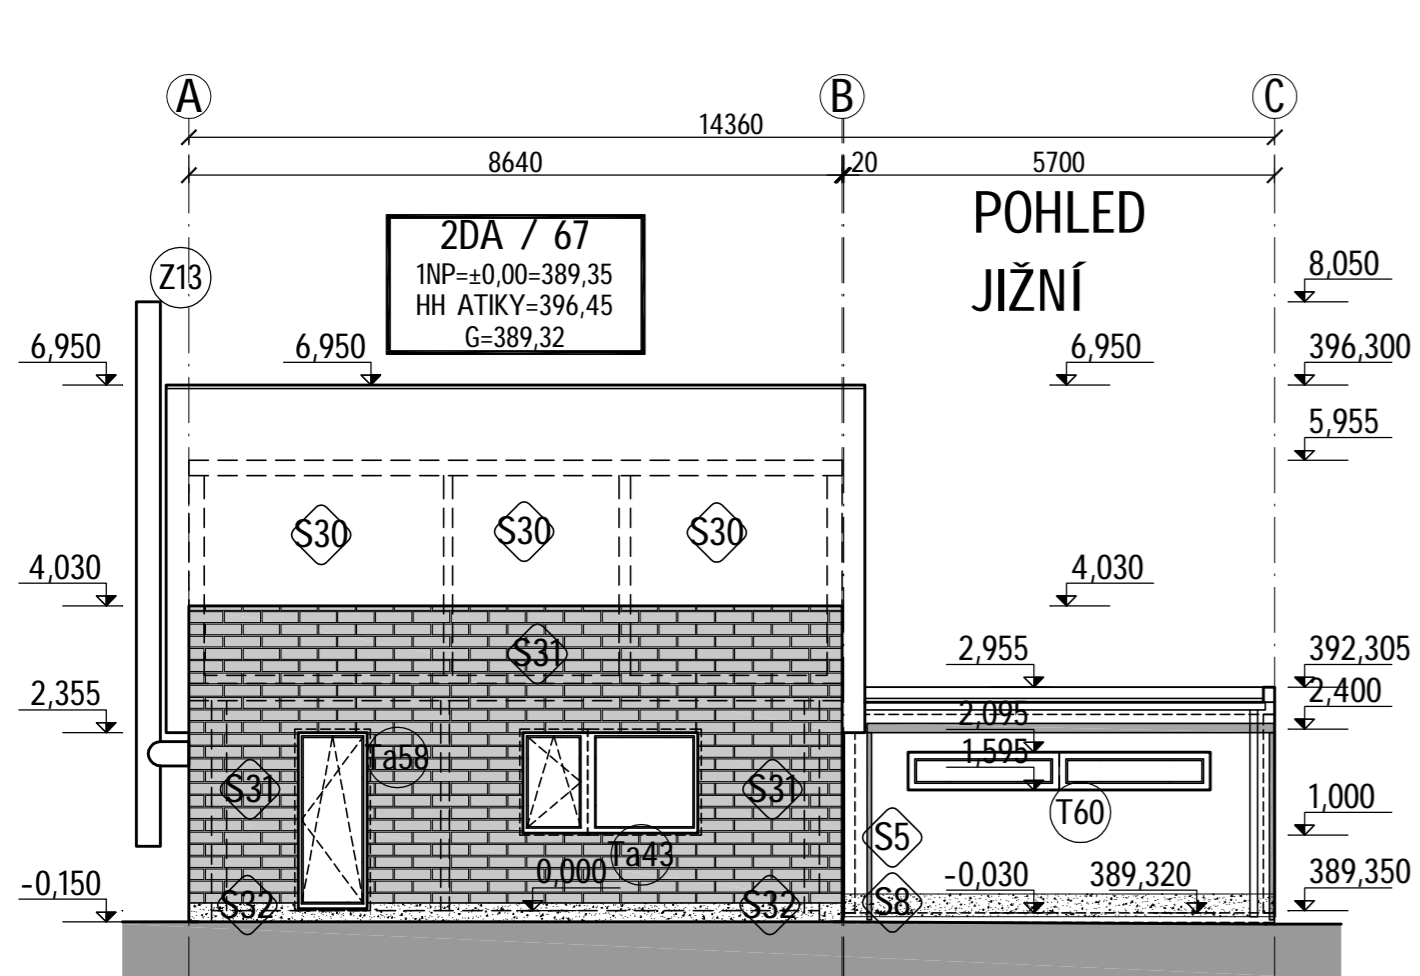 A B C
14360
8640 20 5700
POHLED
JIŽNÍ
2DA / 67
1NP=±0,00=389,35
HH ATIKY=396,45
G=389,32
Z13
8,050
6,950 6,950 6,950 396,300
5,955
S30 S30 S30
4,030 4,030
S31
2,955 392,305
2,355 2,400
2,095
Ta58 1,595
S31 S31 T60 1,000
S5
Ta43
0,000
-0,150 -0,030 389,320 389,350
S32 S32 S8